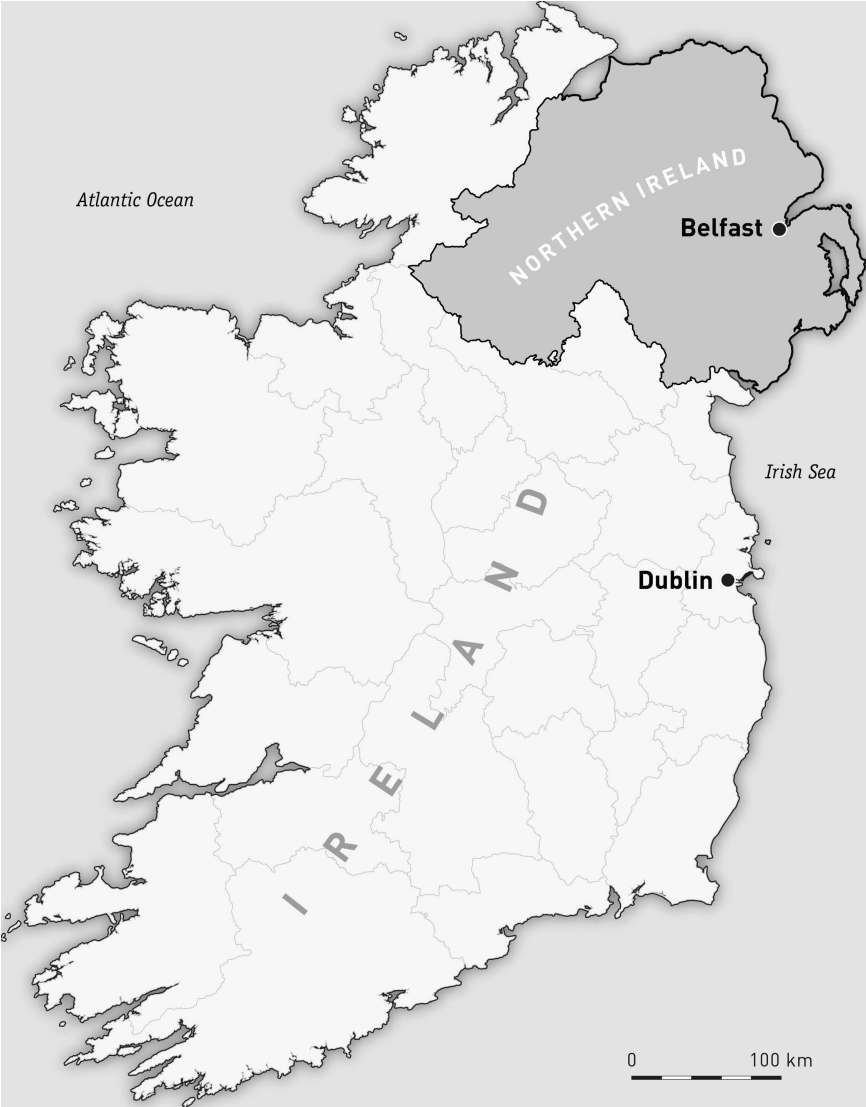 NORTHERN IRELAND
Atlantic Ocean
Belfast
Irish Sea
IRELAND
Dublin
0 100 km